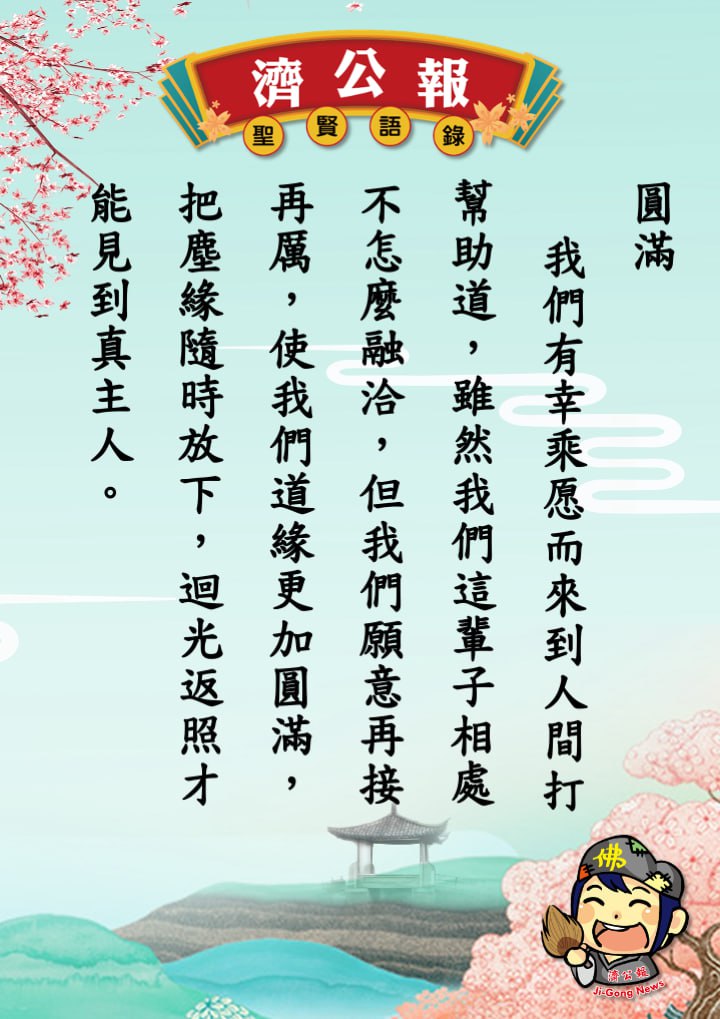 濟公報
聖賢語錄
圓滿
我們有幸乘愿而來到人間打
幫助道，雖然我們這輩子相處
不怎麼融洽，但我們願意再接
再厲，使我們道緣更加圓滿，
把塵緣隨時放下，迴光返照才
能見到真主人。
佛
濟公報
Ji-Gong News